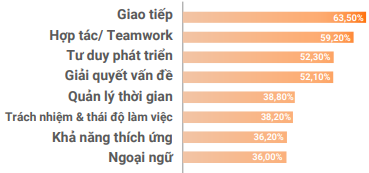 Giao tiếp 63,50%
Hợp tác/ Teamwork 59,20%
Tư duy phát triển 52,30%
Giải quyết vấn đề 52,10%
Quản lý thời gian 38,80%
Trách nhiệm & thái độ làm việc 38,20%
Khả năng thích ứng 36,20%
Ngoại ngữ 36,00%